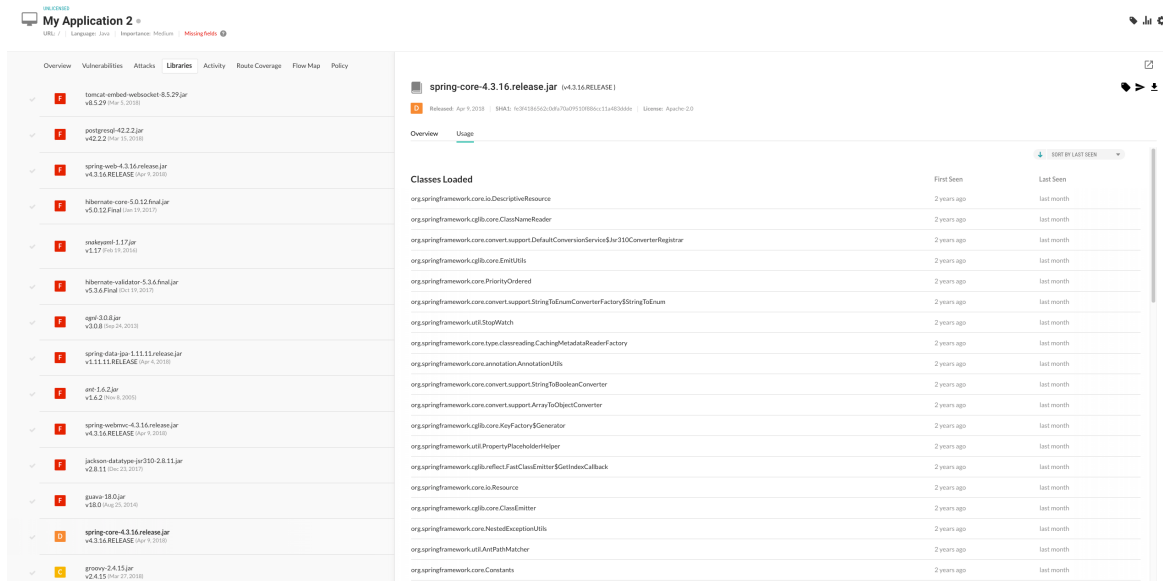 UNLICENSED
My Application 2
URL: / Language: Java Importance: Medium Missing fields
Overview Vulnerabilities Attacks Libraries Activity Route Coverage Flow Map Policy
F tomcat-embed-websocket-8.5.29.jar
v8.5.29 (Mar 5, 2018)
F postgresql-42.2.2.jar
v42.2.2 (Mar 15, 2018)
F spring-web-4.3.16.release.jar
v4.3.16.RELEASE (Apr 9, 2018)
F hibernate-core-5.0.12.final.jar
v5.0.12.Final (Jan 19, 2017)
F snakeyaml-1.17.jar
v1.17 (Feb 19, 2016)
F hibernate-validator-5.3.6.final.jar
v5.3.6.Final (Oct 19, 2017)
F ognl-3.0.8.jar
v3.0.8 (Sep 24, 2013)
F spring-data-jpa-1.11.11.release.jar
v1.11.11.RELEASE (Apr 4, 2018)
F ant-1.6.2.jar
v1.6.2 (Nov 8, 2005)
F spring-webmvc-4.3.16.release.jar
v4.3.16.RELEASE (Apr 9, 2018)
F jackson-datatype-jsr310-2.8.11.jar
v2.8.11 (Dec 23, 2017)
F guava-18.0.jar
v18.0 (Aug 25, 2014)
D spring-core-4.3.16.release.jar
v4.3.16.RELEASE (Apr 9, 2018)
C groovy-2.4.15.jar
v2.4.15 (Mar 27, 2018)
spring-core-4.3.16.release.jar (v4.3.16.RELEASE )
D Released: Apr 9, 2018 SHA1: License: Apache-2.0
Overview Usage
SORT BY LAST SEEN
Classes Loaded First Seen Last Seen
org.springframework.core.io.DescriptiveResource 2 years ago last month
org.springframework.cglib.core.ClassNameReader 2 years ago last month
org.springframework.core.convert.support.DefaultConversionService$Jsr310ConverterRegistrar 2 years ago last month
org.springframework.cglib.core.EmitUtils 2 years ago last month
org.springframework.core.PriorityOrdered 2 years ago last month
org.springframework.core.convert.support.StringToEnumConverterFactory$StringToEnum 2 years ago last month
org.springframework.util.StopWatch 2 years ago last month
org.springframework.core.type.classreading.CachingMetadataReaderFactory 2 years ago last month
org.springframework.core.annotation.AnnotationUtils 2 years ago last month
org.springframework.core.convert.support.StringToBooleanConverter 2 years ago last month
org.springframework.core.convert.support.ArrayToObjectConverter 2 years ago last month
org.springframework.cglib.core.KeyFactory$Generator 2 years ago last month
org.springframework.util.PropertyPlaceholderHelper 2 years ago last month
org.springframework.cglib.reflect.FastClassEmitter$GetIndexCallback 2 years ago last month
org.springframework.core.io.Resource 2 years ago last month
org.springframework.cglib.core.ClassEmitter 2 years ago last month
org.springframework.core.NestedExceptionUtils 2 years ago last month
org.springframework.util.AntPathMatcher 2 years ago last month
org.springframework.core.Constants 2 years ago last month